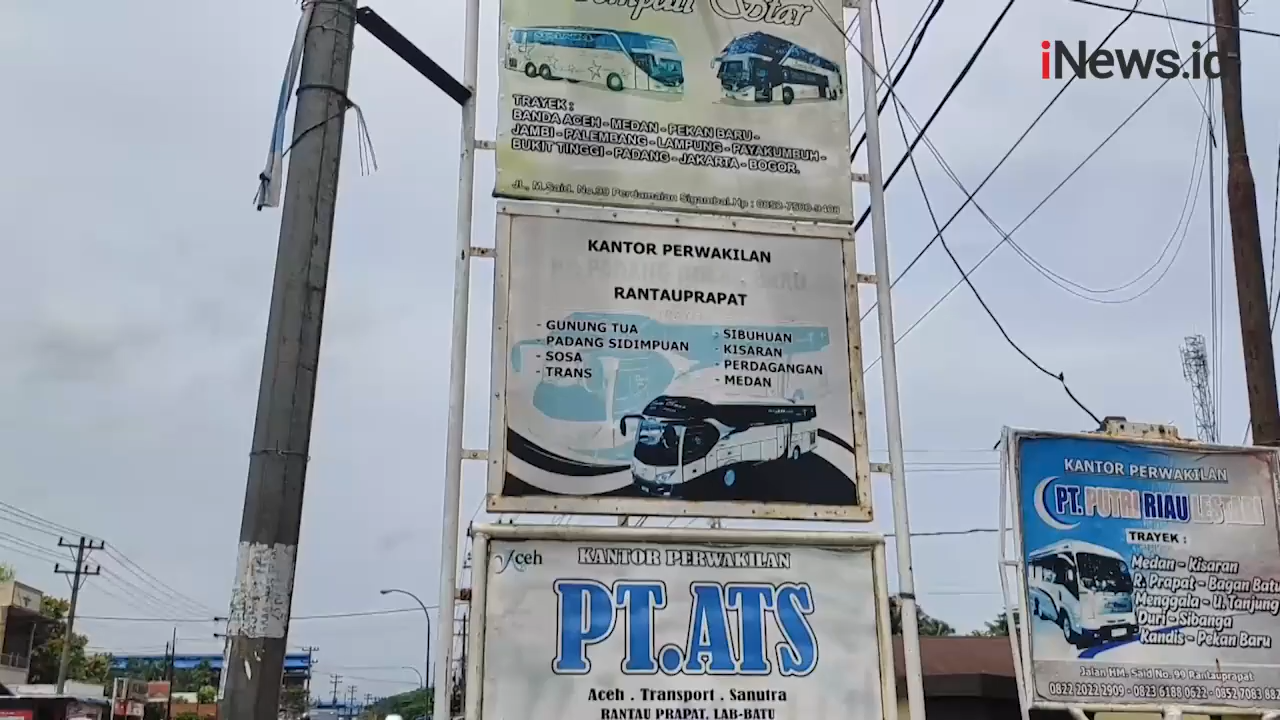 iNews.id
Star
TRAYEK :
BANDA ACEH - MEDAN - PEKAN BARU -
JAMBI - PALEMBANG - LAMPUNG - PAYAKUMBUH -
BUKIT TINGGI - PADANG - JAKARTA - BOGOR.
Jl., M.Said. No.99 Perdamaian Sigambal.Hp :
KANTOR PERWAKILAN
RANTAUPRAPAT
- GUNUNG TUA
- PADANG SIDIMPUAN
- SOSA
- TRANS
- SIBUHUAN
- KISARAN
- PERDAGANGAN
- MEDAN
Aceh
KANTOR PERWAKILAN
PT.ATS
Aceh . Transport . Sanutra
RANTAU PRAPAT, LAB-BATU
KANTOR PERWAKILAN
PT. PUTRI RIAU LESTARI
TRAYEK :
Medan - Kisaran
R. Prapat - Bagan Batu
Menggala - U. Tanjung
Duri - Sibanga
Kandis - Pekan Baru
Jalan HM. Said No. 99 Rantauprapat
0822 2022 2909 - 0823 6188 0622 - 0852 7083 882